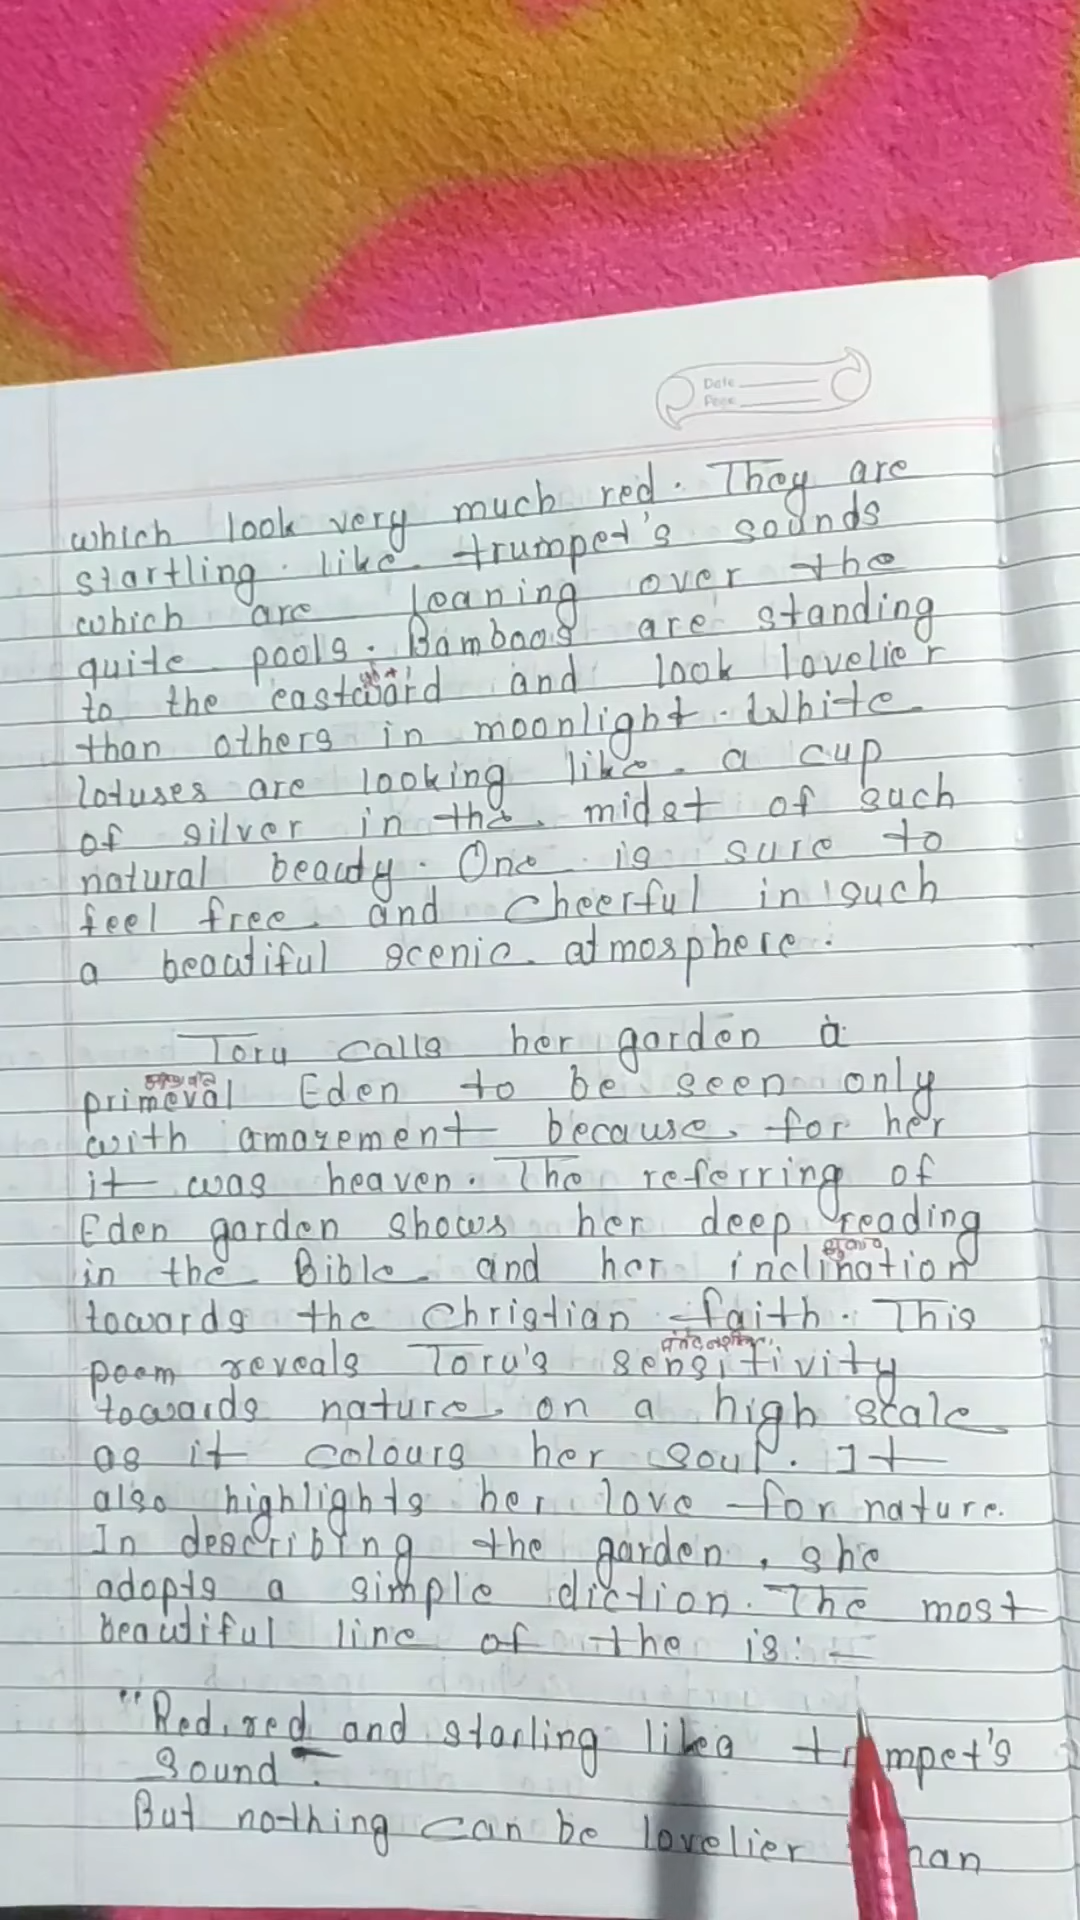 Date
Page
which look very much red. They are
startling like trumpet's sounds
which are leaning over the
quite pools. Bamboos are standing
to the eastward and look lovelier
than others in moonlight. White
lotuses are looking like a cup
of silver in the midst of such
natural beauty. One is sure to
feel free and cheerful in such
a beautiful scenic atmosphere.
Toru calls her garden a
primeval Eden to be seen only
with amazement because for her
it was heaven. The referring of
Eden garden shows her deep reading
झुकाव
in the Bible and her inclination
towards the Christian faith. This
poem reveals Toru's sensitivity
towards nature on a high scale
as it colours her soul. It
also highlights her love for nature.
In describing the garden, she
adopts a simple diction. The most
beautiful line of the is:-
"Red, red and starling like a trumpet's
sound.
But nothing can be lovelier than